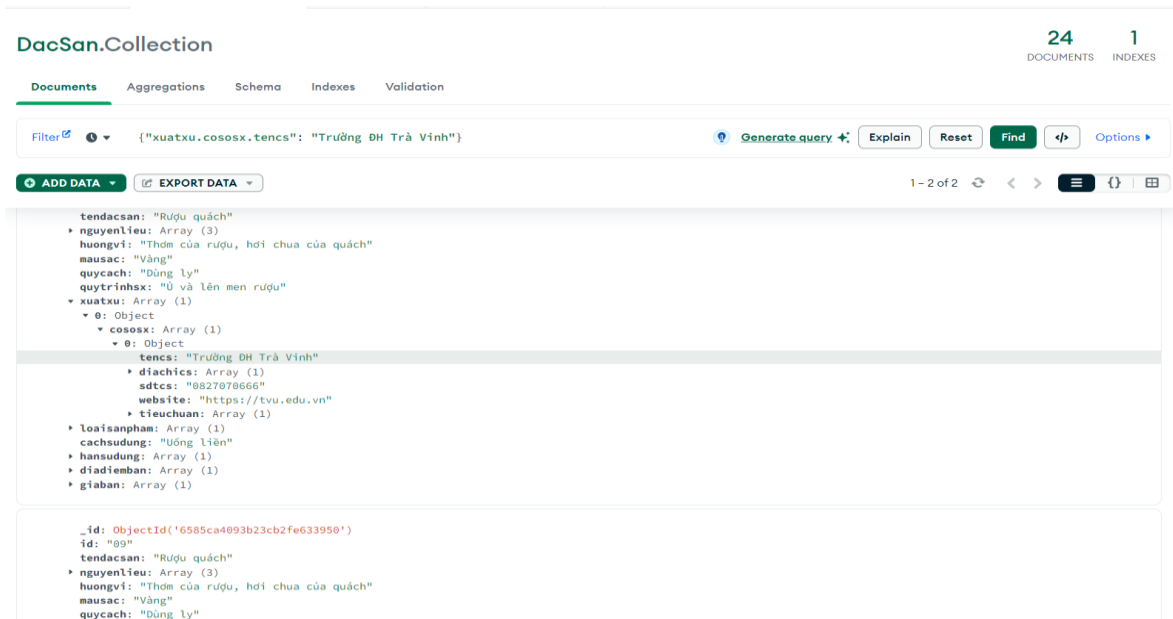 DacSan.Collection
24 1
DOCUMENTS INDEXES
Documents Aggregations Schema Indexes Validation
Filter {"xuatxu.cososx.tencs": "Trường ĐH Trà Vinh"} Generate query Explain Reset Find </> Options
ADD DATA EXPORT DATA 1 – 2 of 2 {}
tendacsan: "Rượu quách"
nguyenlieu: Array (3)
huongvi: "Thơm của rượu, hơi chua của quách"
mausac: "Vàng"
quycach: "Dùng ly"
quytrinhsx: "Ủ và lên men rượu"
xuatxu: Array (1)
0: Object
cososx: Array (1)
0: Object
tencs: "Trường ĐH Trà Vinh"
diachics: Array (1)
sdtcs: "0827070666"
website: "https://tvu.edu.vn"
tieuchuan: Array (1)
loaisanpham: Array (1)
cachsudung: "Uống liền"
hansudung: Array (1)
diadiemban: Array (1)
giaban: Array (1)
_id: ObjectId('6585ca4093b23cb2fe633950')
id: "09"
tendacsan: "Rượu quách"
nguyenlieu: Array (3)
huongvi: "Thơm của rượu, hơi chua của quách"
mausac: "Vàng"
quycach: "Dùng ly"